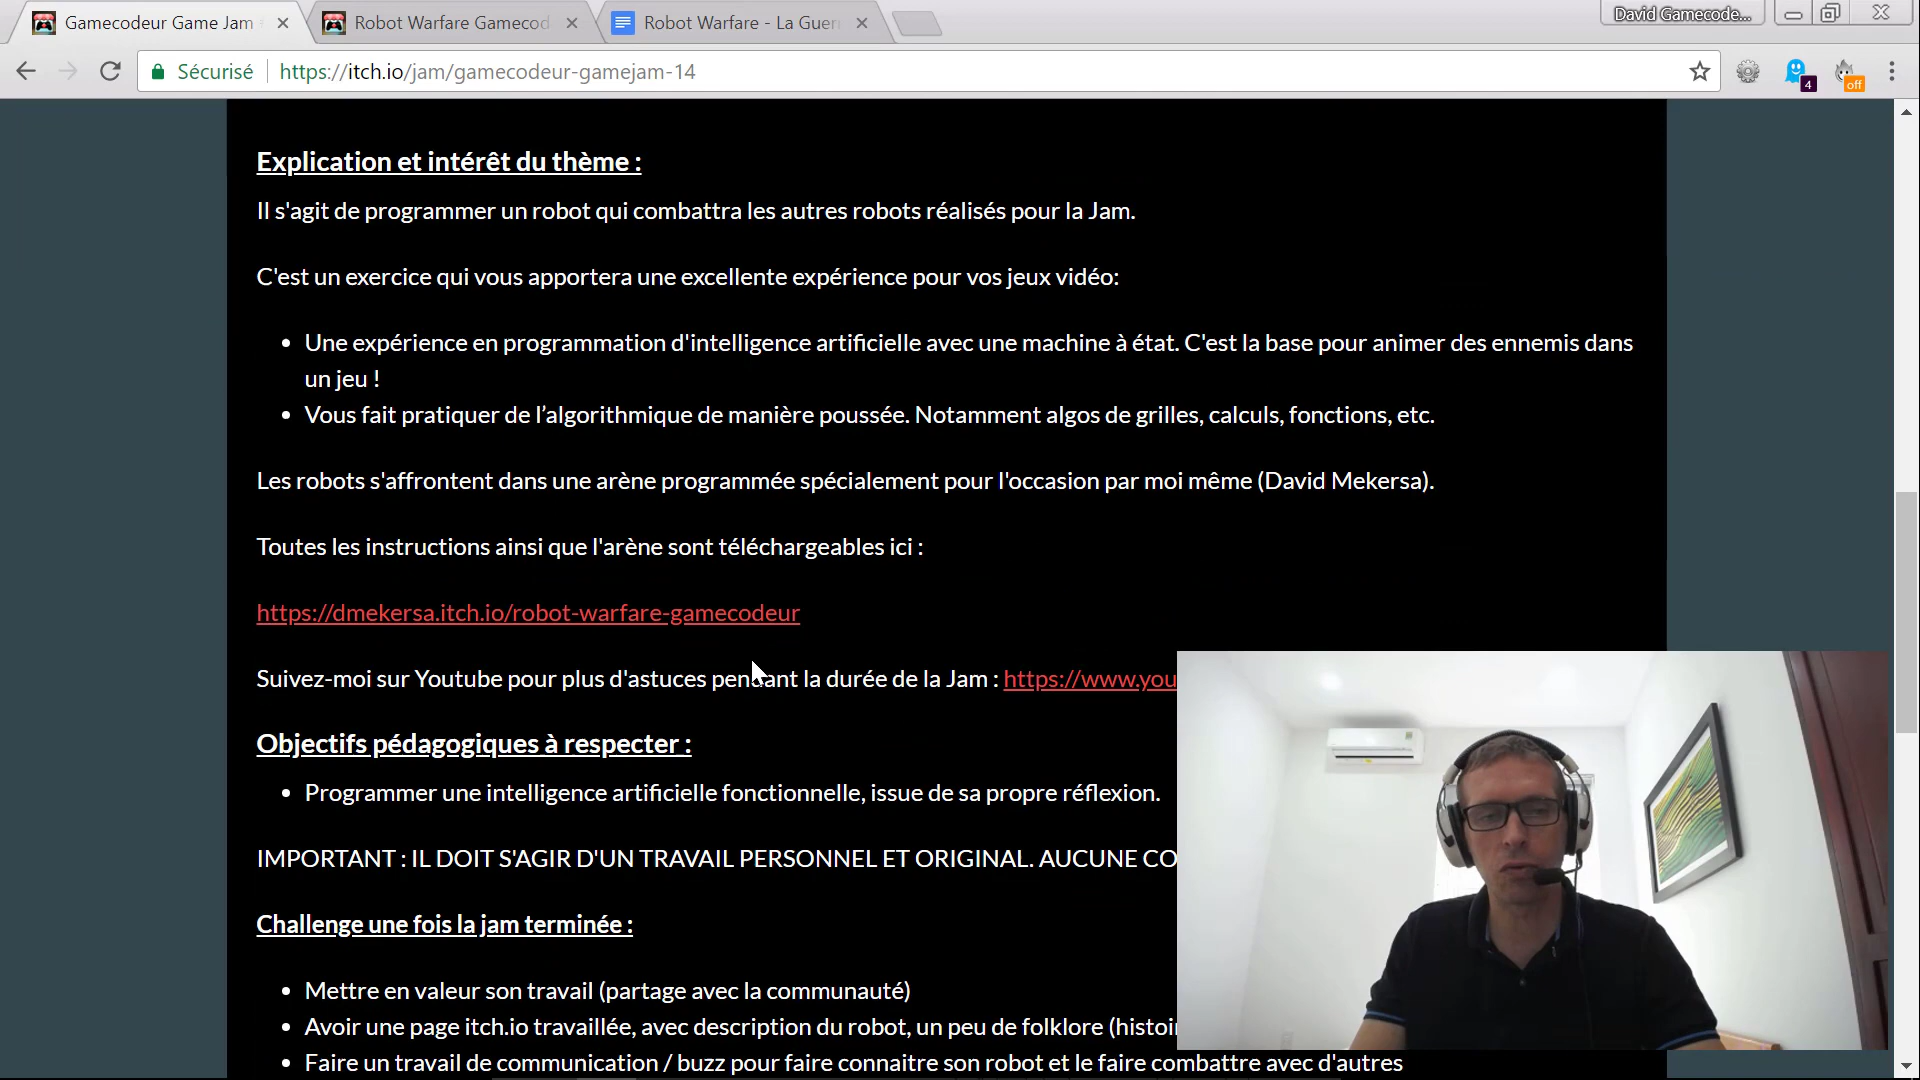 Gamecodeur Game Jam
Robot Warfare Gamecod
Robot Warfare - La Guer
David Gamecode...
Sécurisé
https://itch.io/jam/gamecodeur-gamejam-14
4
off
Explication et intérêt du thème :
Il s'agit de programmer un robot qui combattra les autres robots réalisés pour la Jam.
C'est un exercice qui vous apportera une excellente expérience pour vos jeux vidéo:
Une expérience en programmation d'intelligence artificielle avec une machine à état. C'est la base pour animer des ennemis dans
un jeu !
Vous fait pratiquer de l’algorithmique de manière poussée. Notamment algos de grilles, calculs, fonctions, etc.
Les robots s'affrontent dans une arène programmée spécialement pour l'occasion par moi même (David Mekersa).
Toutes les instructions ainsi que l'arène sont téléchargeables ici :
https://dmekersa.itch.io/robot-warfare-gamecodeur
Suivez-moi sur Youtube pour plus d'astuces pendant la durée de la Jam : https://www.you
Objectifs pédagogiques à respecter :
Programmer une intelligence artificielle fonctionnelle, issue de sa propre réflexion.
IMPORTANT : IL DOIT S'AGIR D'UN TRAVAIL PERSONNEL ET ORIGINAL. AUCUNE CO
Challenge une fois la jam terminée :
Mettre en valeur son travail (partage avec la communauté)
Avoir une page itch.io travaillée, avec description du robot, un peu de folklore (histoi
Faire un travail de communication / buzz pour faire connaitre son robot et le faire combattre avec d'autres